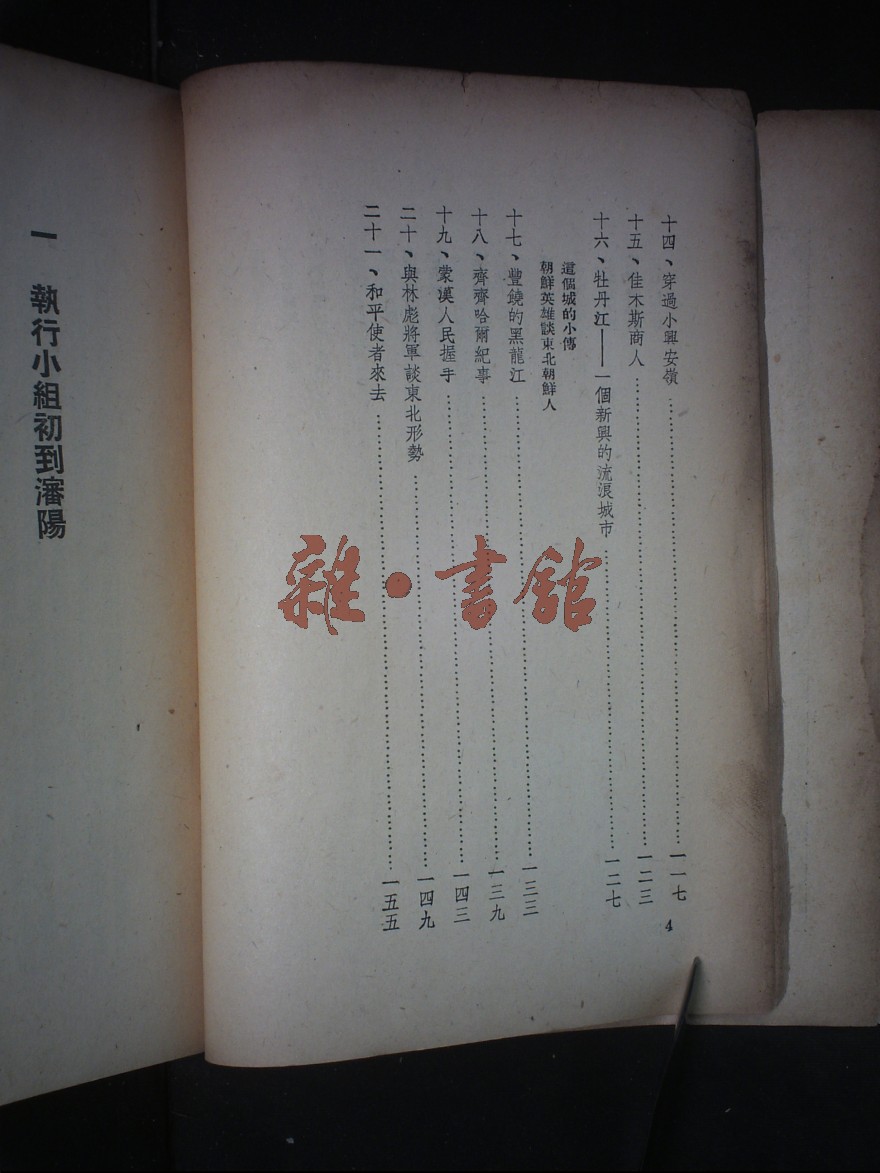 十四、穿過小興安嶺……一一七
十五、佳木斯商人……一二三
十六、牡丹江——一個新興的流浪城市……一二七
這個城的小傳
朝鮮英雄談東北朝鮮人
十七、豐饒的黑龍江……一三三
十八、齊齊哈爾紀事……一三九
十九、蒙漢人民握手……一四三
二十、與林彪將軍談東北形勢……一四九
二十一、和平使者來去……一五五
4
一 執行小組初到瀋陽
雜·書館